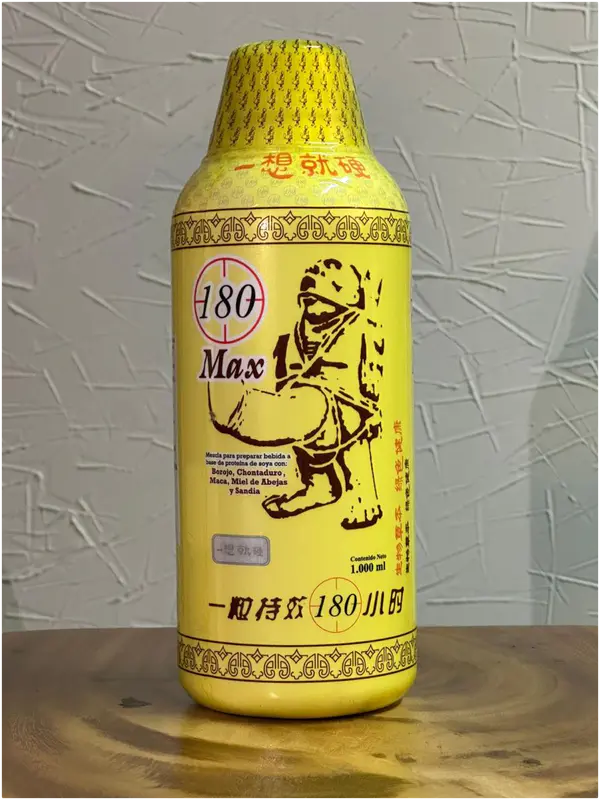 一想就硬
180
Max
Mezcla para preparar bebida a
base de proteina de soya con:
Borojo, Chontaduro,
Maca, Miel de Abejas
y Sandia
一想就硬
Contenido Neto
1.000 ml
一粒持效180小时